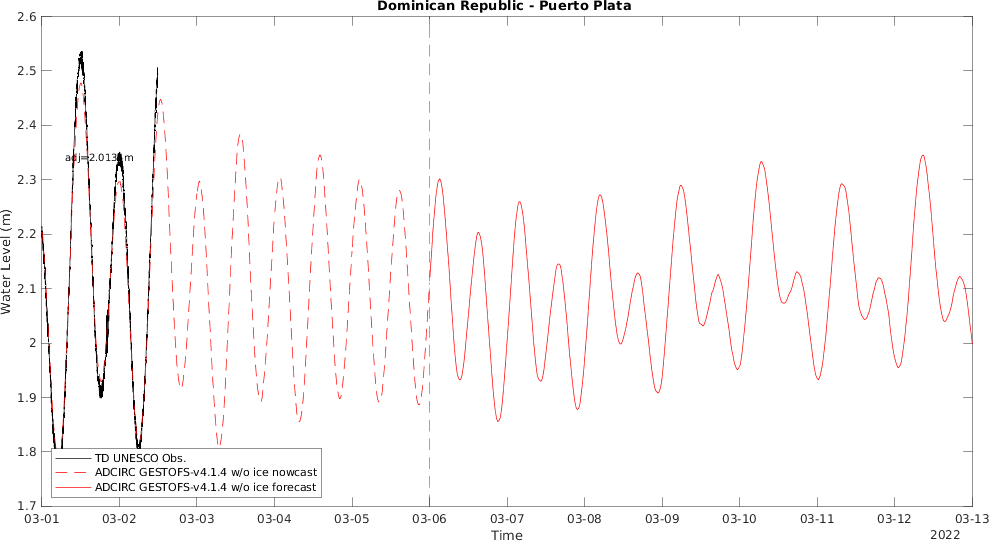 Dominican Republic - Puerto Plata
2.6
2.5
2.4
2.3
2.2
2.1
2
1.9
1.8
1.7
Water Level (m)
adj=2.013 m
TD UNESCO Obs.
ADCIRC GESTOFS-v4.1.4 w/o ice nowcast
ADCIRC GESTOFS-v4.1.4 w/o ice forecast
03-01 03-02 03-03 03-04 03-05 03-06 03-07 03-08 03-09 03-10 03-11 03-12 03-13
Time
2022